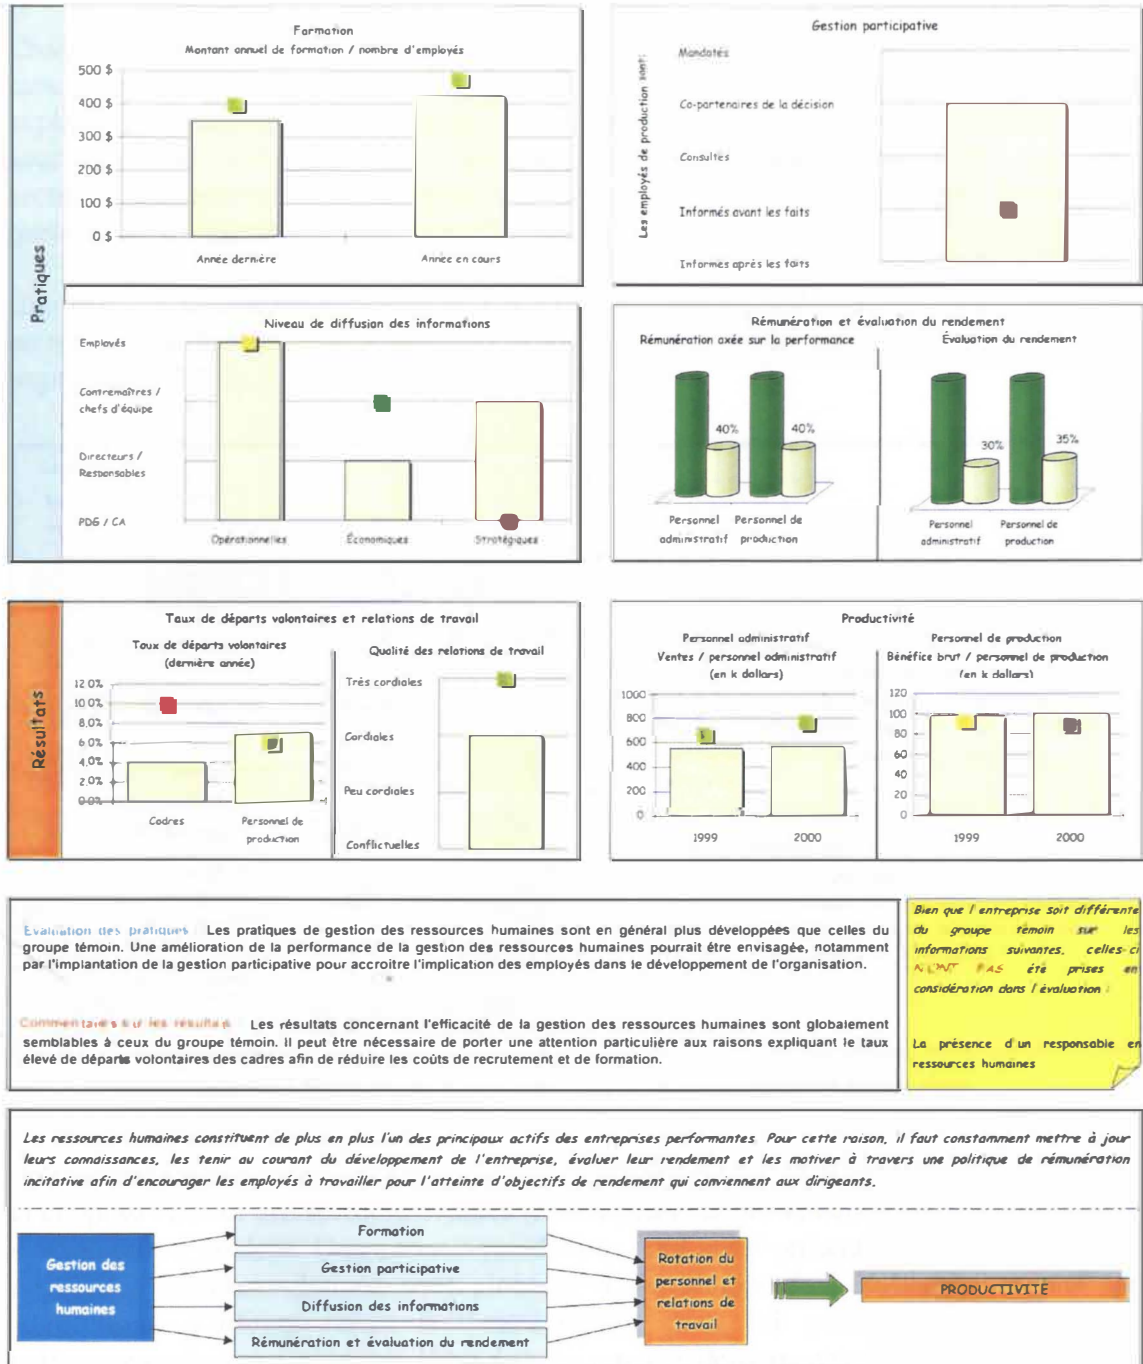 Pratiques
Formation
Montant annuel de formation / nombre d'employés
500 $
400 $
300 $
200 $
100 $
0 $
Année dernière
Année en cours
Gestion participative
Les employés de production sont:
Mandatés
Co-partenaires de la décision
Consultés
Informés avant les faits
Informés après les faits
Niveau de diffusion des informations
Employés
Contremaîtres /
chefs d'équipe
Directeurs /
Responsables
PDG / CA
Opérationnelles
Économiques
Stratégiques
Rémunération et évaluation du rendement
Rémunération axée sur la performance
40%
40%
Personnel
administratif
Personnel de
production
Évaluation du rendement
30%
35%
Personnel
administratif
Personnel de
production
Résultats
Taux de départs volontaires et relations de travail
Taux de départs volontaires
(dernière année)
12.0%
10.0%
8.0%
6.0%
4.0%
2.0%
0.0%
Cadres
Personnel de
production
Qualité des relations de travail
Très cordiales
Cordiales
Peu cordiales
Conflictuelles
Productivité
Personnel administratif
Ventes / personnel administratif
(en k dollars)
1000
800
600
400
200
0
1999
2000
Personnel de production
Bénéfice brut / personnel de production
(en k dollars)
120
100
80
60
40
20
0
1999
2000
Evaluation des pratiques : Les pratiques de gestion des ressources humaines sont en général plus développées que celles du
groupe témoin. Une amélioration de la performance de la gestion des ressources humaines pourrait être envisagée, notamment
par l'implantation de la gestion participative pour accroitre l'implication des employés dans le développement de l'organisation.
Commentaires sur les résultats : Les résultats concernant l'efficacité de la gestion des ressources humaines sont globalement
semblables à ceux du groupe témoin. Il peut être nécessaire de porter une attention particulière aux raisons expliquant le taux
élevé de départs volontaires des cadres afin de réduire les coûts de recrutement et de formation.
Bien que l'entreprise soit différente
du groupe témoin sur les
informations suivantes, celles-ci
N'ONT PAS été prises en
considération dans l'évaluation :
La présence d'un responsable en
ressources humaines
Les ressources humaines constituent de plus en plus l'un des principaux actifs des entreprises performantes. Pour cette raison, il faut constamment mettre à jour
leurs connaissances, les tenir au courant du développement de l'entreprise, évaluer leur rendement et les motiver à travers une politique de rémunération
incitative afin d'encourager les employés à travailler pour l'atteinte d'objectifs de rendement qui conviennent aux dirigeants.
Gestion des
ressources
humaines
Formation
Gestion participative
Diffusion des informations
Rémunération et évaluation du rendement
Rotation du
personnel et
relations de
travail
PRODUCTIVITÉ